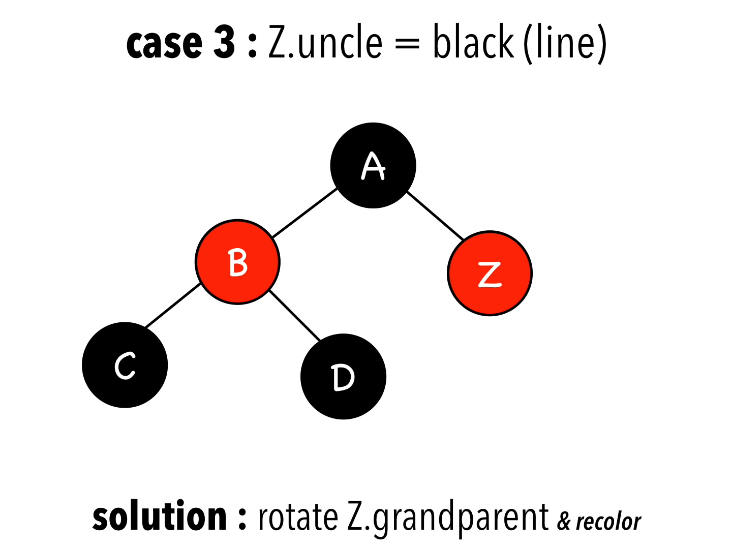 case 3 : Z.uncle = black (line)
A
B
Z
C
D
solution : rotate Z.grandparent & recolor